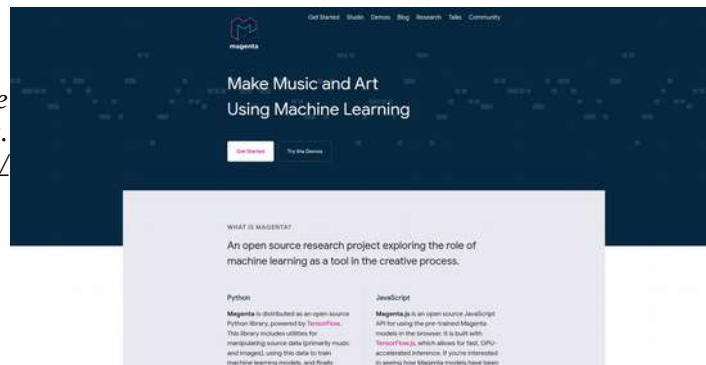 e
.
/
Get Started Studio Demos Blog Research Talks Community
magenta
Make Music and Art
Using Machine Learning
Get Started Try the Demos
WHAT IS MAGENTA?
An open source research project exploring the role of
machine learning as a tool in the creative process.
Python
Magenta is distributed as an open source
Python library, powered by TensorFlow.
This library includes utilities for
manipulating source data (primarily music
and images), using this data to train
machine learning models, and finally
JavaScript
Magenta.js is an open source JavaScript
API for using the pre-trained Magenta
models in the browser. It is built with
TensorFlow.js, which allows for fast, GPU-
accelerated inference. If you're interested
in seeing how Magenta models have been